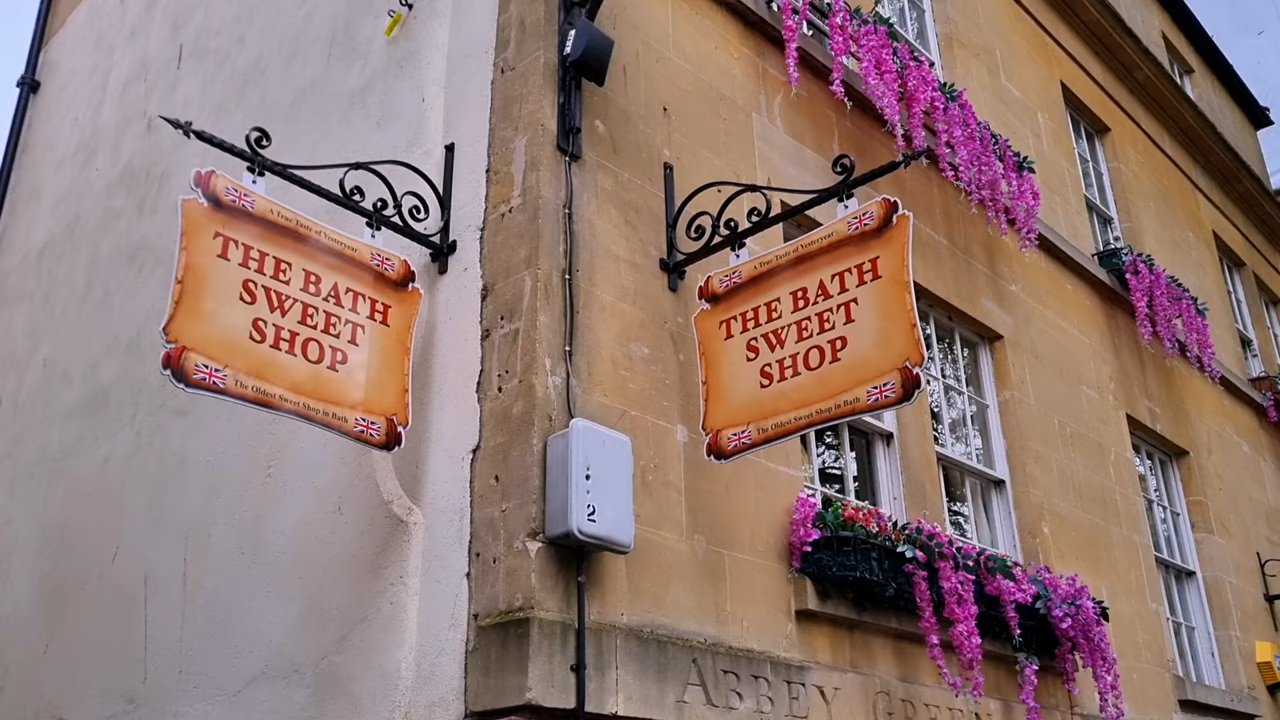 A True Taste of Yesteryear
THE BATH
SWEET
SHOP
The Oldest Sweet Shop in Bath
A True Taste of Yesteryear
THE BATH
SWEET
SHOP
The Oldest Sweet Shop in Bath
2
ABBEY GREEN